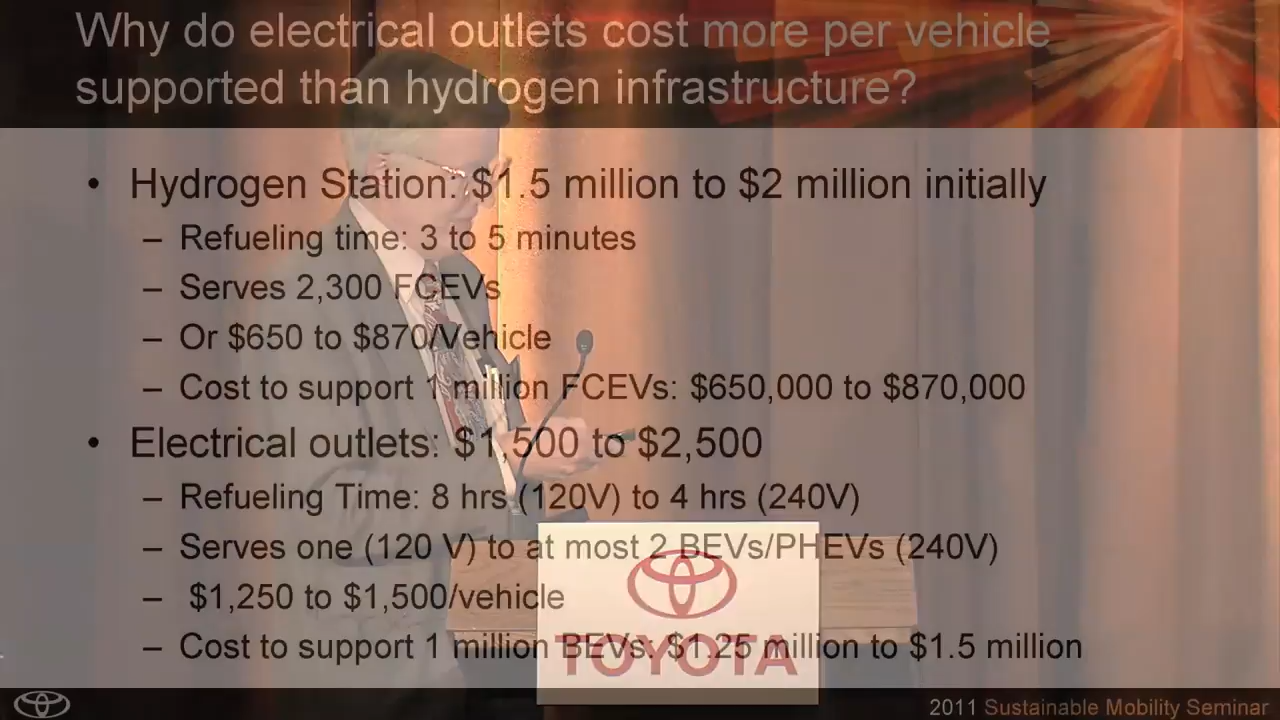 Why do electrical outlets cost more per vehicle
supported than hydrogen infrastructure?
• Hydrogen Station: $1.5 million to $2 million initially
– Refueling time: 3 to 5 minutes
– Serves 2,300 FCEVs
– Or $650 to $870/Vehicle
– Cost to support 1 million FCEVs: $650,000 to $870,000
• Electrical outlets: $1,500 to $2,500
– Refueling Time: 8 hrs (120V) to 4 hrs (240V)
– Serves one (120 V) to at most 2 BEVs/PHEVs (240V)
– $1,250 to $1,500/vehicle
– Cost to support 1 million BEVs: $1.25 million to $1.5 million
TOYOTA
2011 Sustainable Mobility Seminar